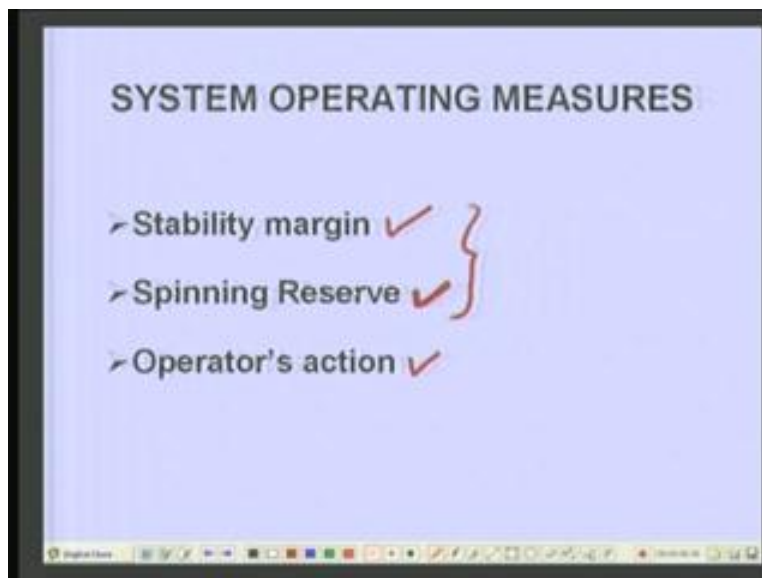 SYSTEM OPERATING MEASURES
➢Stability margin
➢Spinning Reserve
➢Operator's action